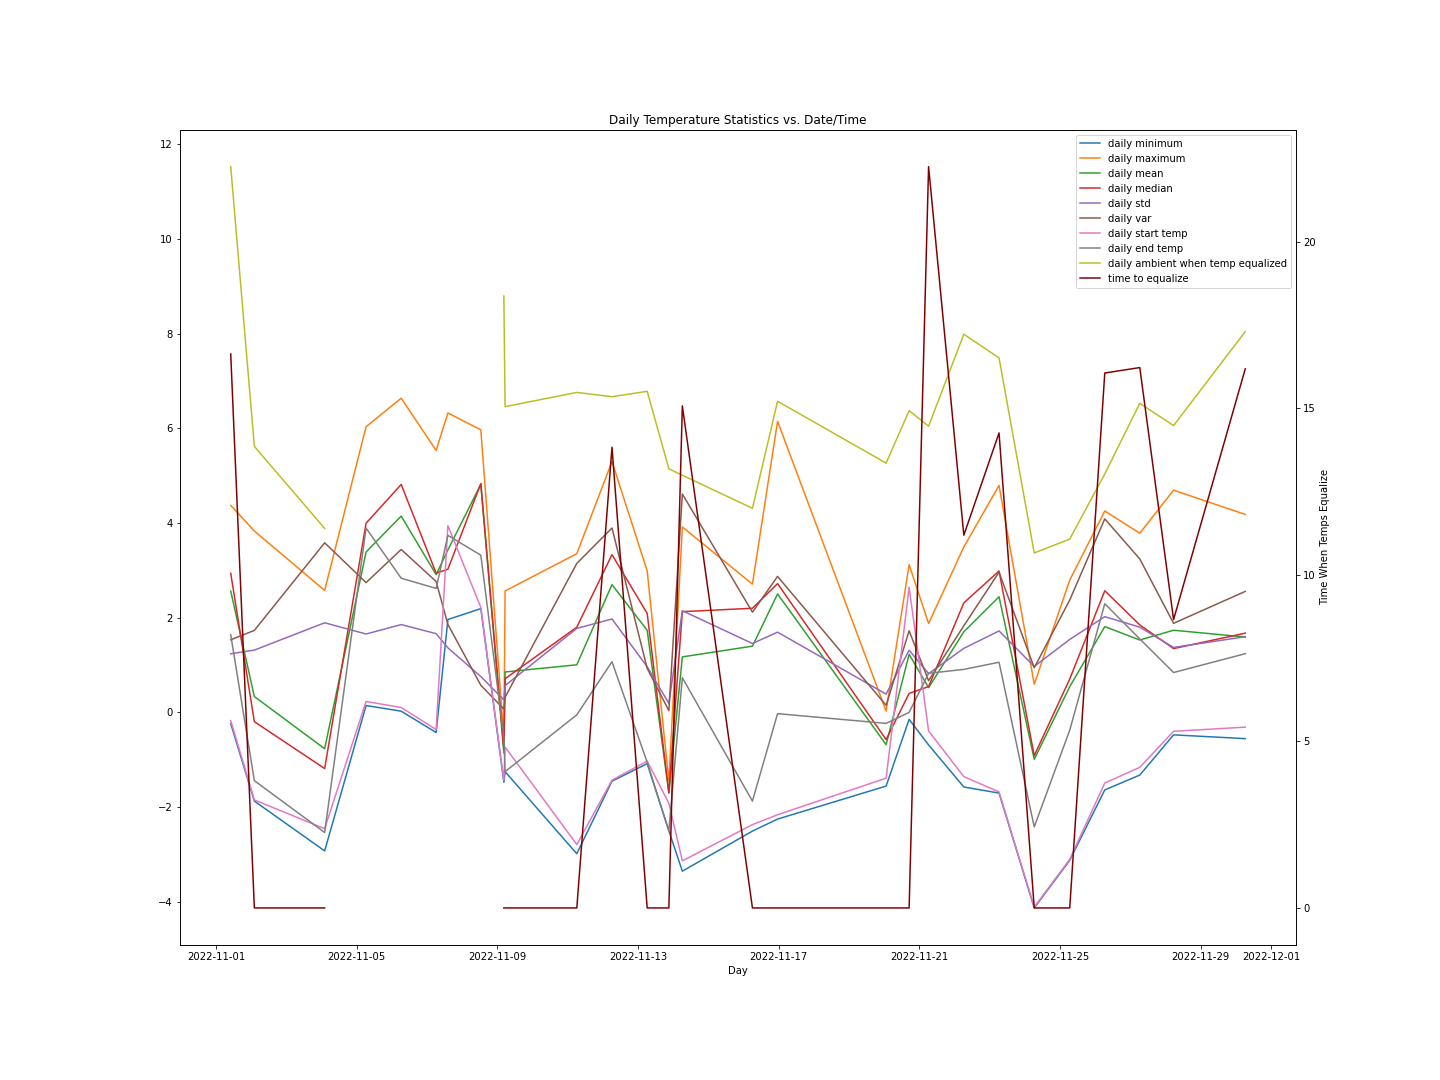 Daily Temperature Statistics vs. Date/Time
12
10
8
6
4
2
0
−2
−4
daily minimum
daily maximum
daily mean
daily median
daily std
daily var
daily start temp
daily end temp
daily ambient when temp equalized
time to equalize
20
15
10
5
0
Time When Temps Equalize
2022-11-01 2022-11-05 2022-11-09 2022-11-13 2022-11-17 2022-11-21 2022-11-25 2022-11-29 2022-12-01
Day